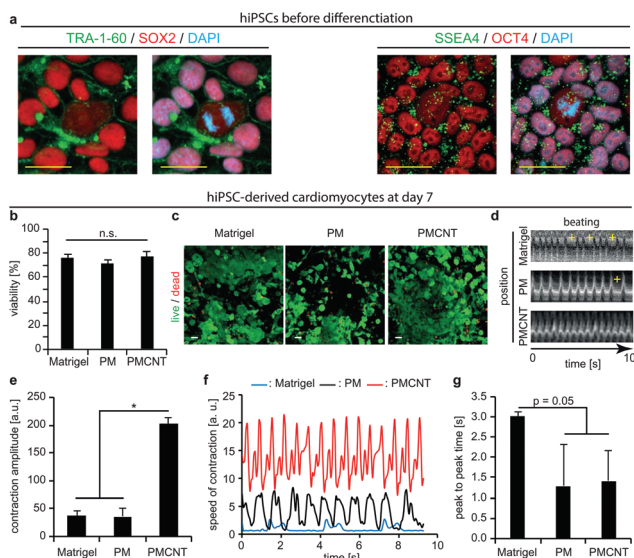 hiPSCs before differenctiation
a
TRA-1-60 / SOX2 / DAPI
SSEA4 / OCT4 / DAPI
hiPSC-derived cardiomyocytes at day 7
b
n.s.
viability [%]
100
90
80
60
40
20
0
Matrigel PM PMCNT
c
Matrigel PM PMCNT
live / dead
d
beating
position
Matrigel
PM
PMCNT
0 10
time [s]
e
contraction amplitude [a.u.]
250
200
150
100
50
0
*
Matrigel PM PMCNT
f
: Matrigel : PM : PMCNT
speed of contraction [a. u.]
25
20
15
10
5
0
0 2 4 6 8 10
time [s]
g
p = 0.05
peak to peak time [s]
3.5
3.0
2.5
2.0
1.5
1.0
0.5
0
Matrigel PM PMCNT